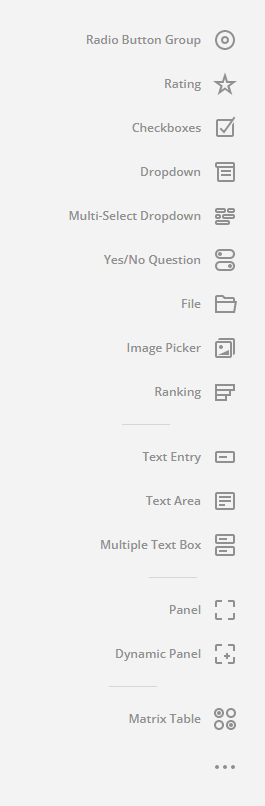 Radio Button Group
Rating
Checkboxes
Dropdown
Multi-Select Dropdown
Yes/No Question
File
Image Picker
Ranking
Text Entry
Text Area
Multiple Text Box
Panel
Dynamic Panel
Matrix Table